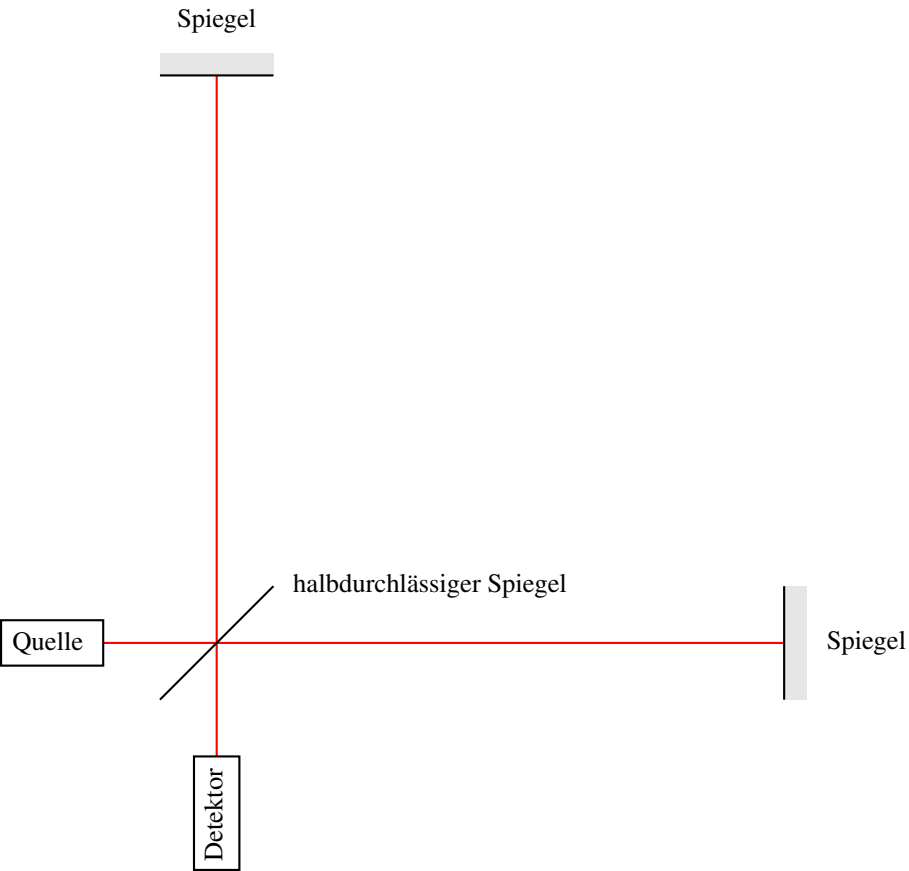 Spiegel
halbdurchlässiger Spiegel
Quelle
Spiegel
Detektor